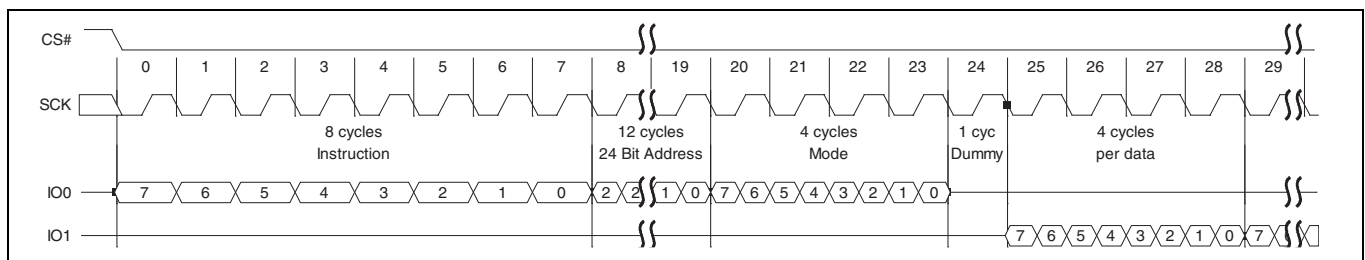 CS#
0 1 2 3 4 5 6 7 8 19 20 21 22 23 24 25 26 27 28 29
SCK
8 cycles 12 cycles 4 cycles 1 cyc 4 cycles
Instruction 24 Bit Address Mode Dummy per data
IO0 7 6 5 4 3 2 1 0 2 2 1 0 7 6 5 4 3 2 1 0
IO1 7 6 5 4 3 2 1 0 7